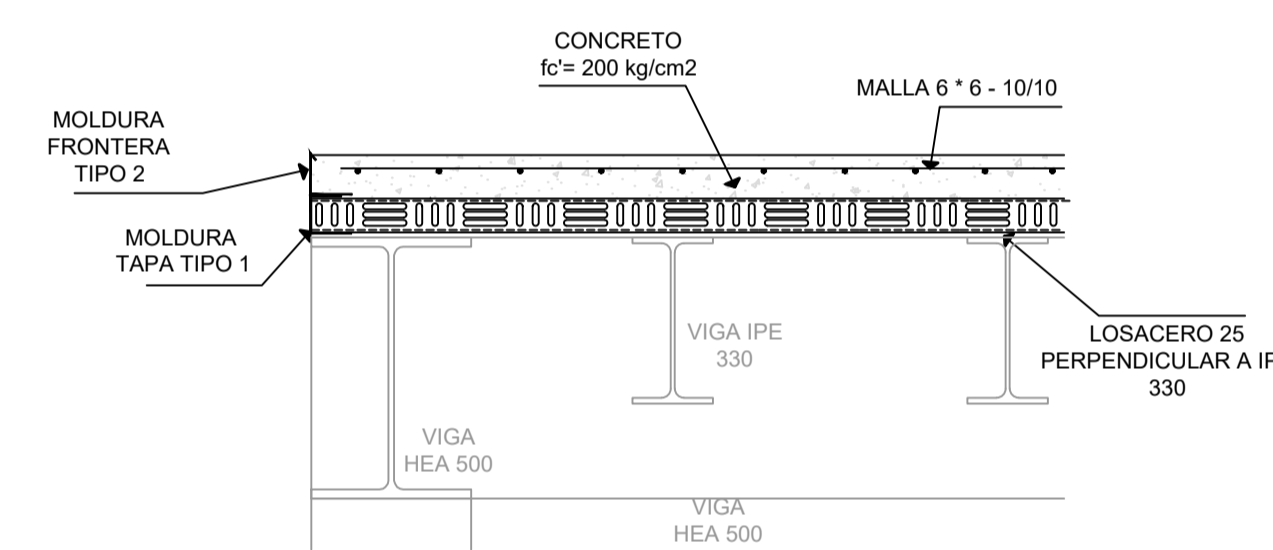 CONCRETO
fc'= 200 kg/cm2
MALLA 6 * 6 - 10/10
MOLDURA
FRONTERA
TIPO 2
MOLDURA
TAPA TIPO 1
VIGA IPE
330
LOSACERO 25
PERPENDICULAR A
330
VIGA
HEA 500
VIGA
HEA 500